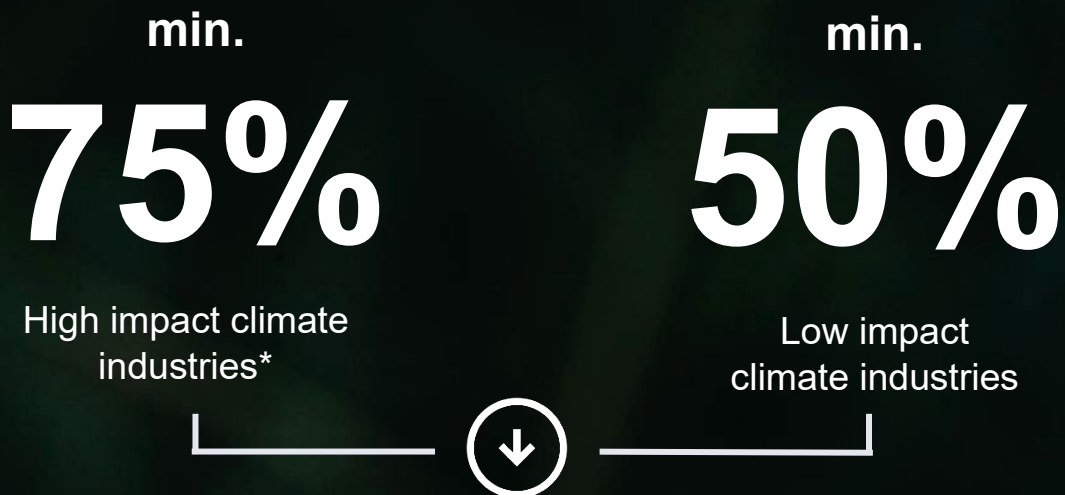 min.
75%
High impact climate
industries*
min.
50%
Low impact
climate industries